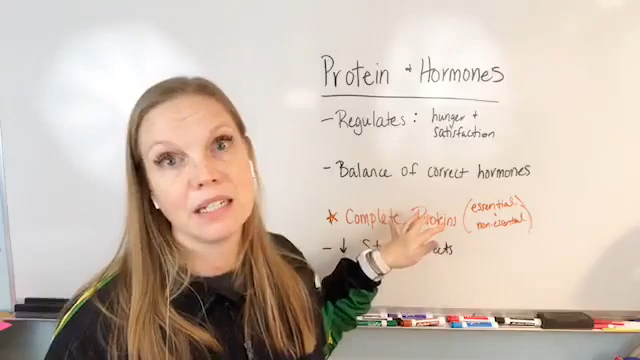 Protein + Hormones
- Regulates : hunger +
satisfaction
- Balance of correct hormones
* Complete Proteins (essential
+
non-essential)
- ↓